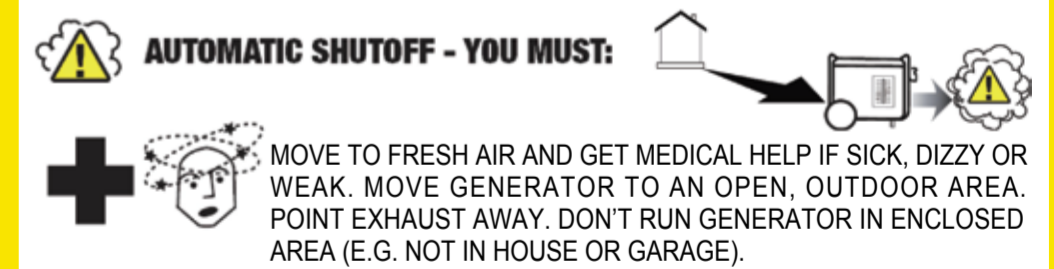 AUTOMATIC SHUTOFF - YOU MUST:
MOVE TO FRESH AIR AND GET MEDICAL HELP IF SICK, DIZZY OR
WEAK. MOVE GENERATOR TO AN OPEN, OUTDOOR AREA.
POINT EXHAUST AWAY. DON'T RUN GENERATOR IN ENCLOSED
AREA (E.G. NOT IN HOUSE OR GARAGE).